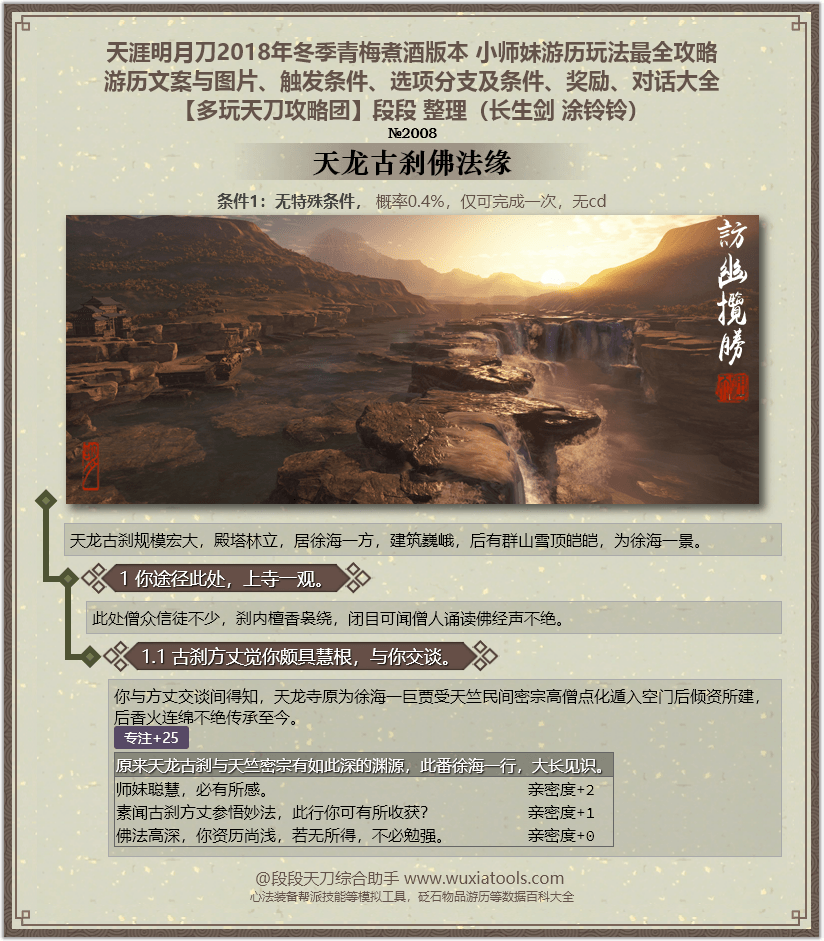 天涯明月刀2018年冬季青梅煮酒版本 小师妹游历玩法最全攻略
游历文案与图片、触发条件、选项分支及条件、奖励、对话大全
【多玩天刀攻略团】段段 整理（长生剑 涂铃铃）
№2008
天龙古刹佛法缘
条件1：无特殊条件， 概率0.4%，仅可完成一次，无cd
訪幽攬勝
天龙古刹规模宏大，殿塔林立，居徐海一方，建筑巍峨，后有群山雪顶皑皑，为徐海一景。
1 你途径此处，上寺一观。
此处僧众信徒不少，刹内檀香袅绕，闭目可闻僧人诵读佛经声不绝。
1.1 古刹方丈觉你颇具慧根，与你交谈。
你与方丈交谈间得知，天龙寺原为徐海一巨贾受天竺民间密宗高僧点化遁入空门后倾资所建，
后香火连绵不绝传承至今。
专注+25
原来天龙古刹与天竺密宗有如此深的渊源，此番徐海一行，大长见识。
师妹聪慧，必有所感。 亲密度+2
素闻古刹方丈参悟妙法，此行你可有所收获？ 亲密度+1
佛法高深，你资历尚浅，若无所得，不必勉强。 亲密度+0
@段段天刀综合助手 www.wuxiatools.com
心法装备帮派技能等模拟工具，砭石物品游历等数据百科大全